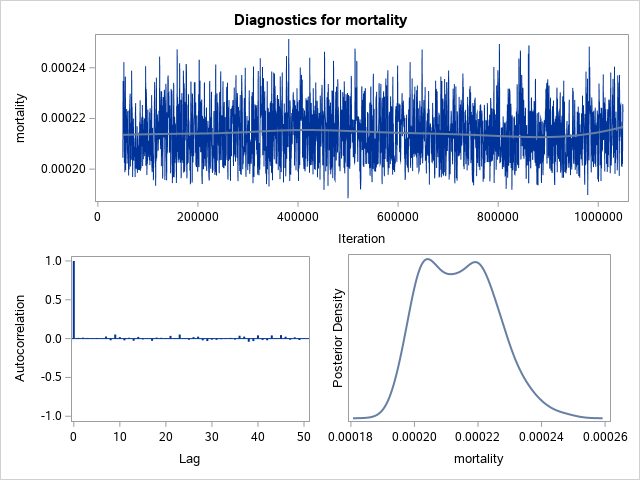 Diagnostics for mortality
mortality
0.00024
0.00022
0.00020
0 200000 400000 600000 800000 1000000
Iteration
Autocorrelation
1.0
0.5
0.0
-0.5
-1.0
0 10 20 30 40 50
Lag
Posterior Density
0.00018 0.00020 0.00022 0.00024 0.00026
mortality